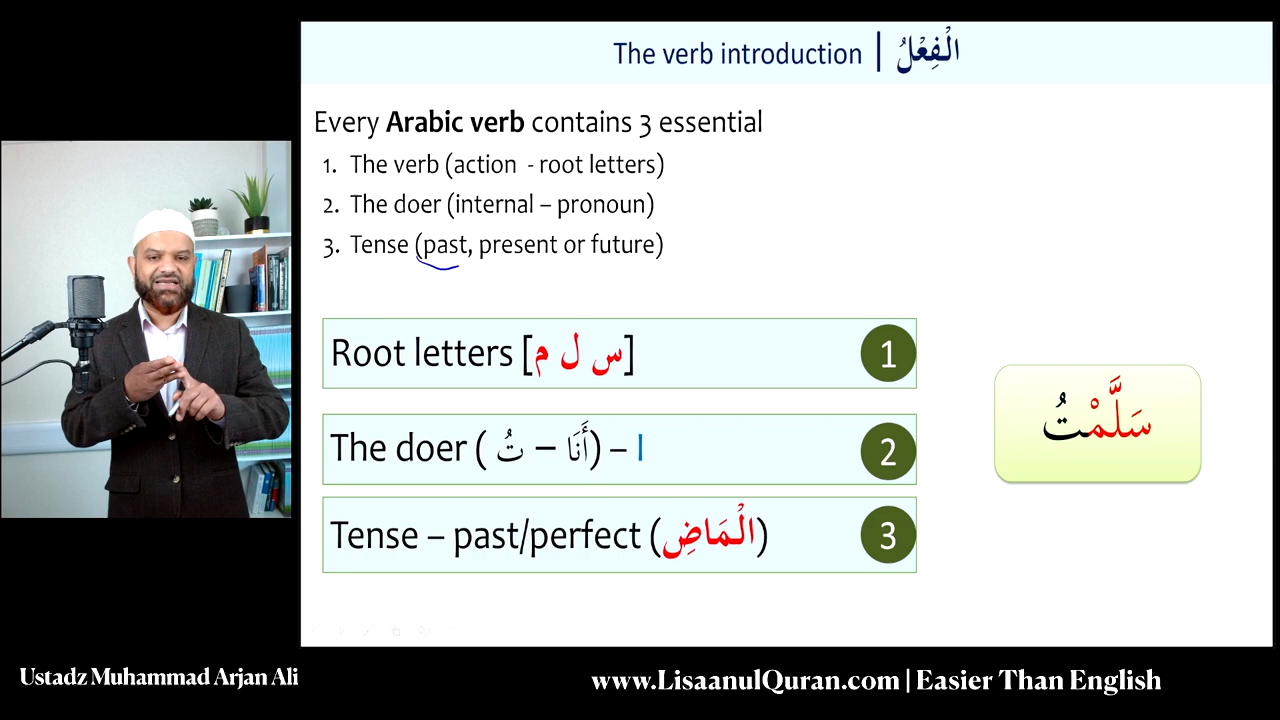 The verb introduction | الْفِعْلُ
Every Arabic verb contains 3 essential
1. The verb (action - root letters)
2. The doer (internal – pronoun)
3. Tense (past, present or future)
Root letters [س ل م] 1
The doer (أَنَا – تُ) – I 2
Tense – past/perfect (الْمَاضِ) 3
سَلَّمْتُ
Ustadz Muhammad Arjan Ali
www.LisaanulQuran.com | Easier Than English